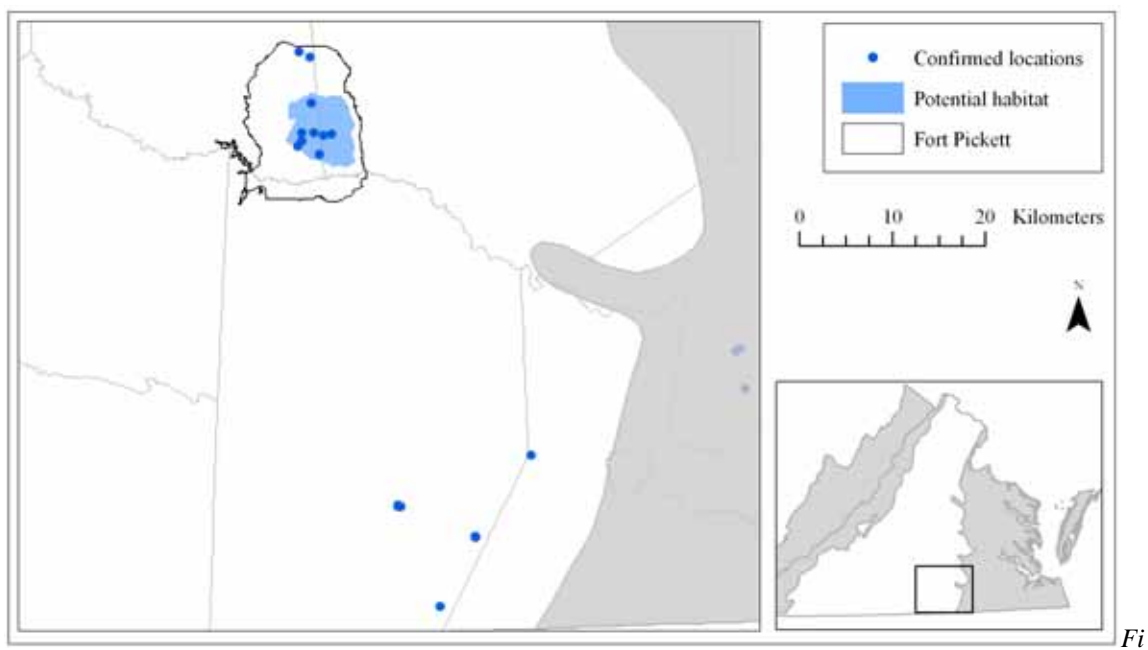 Confirmed locations
Potential habitat
Fort Pickett
0 10 20 Kilometers
N
Fi